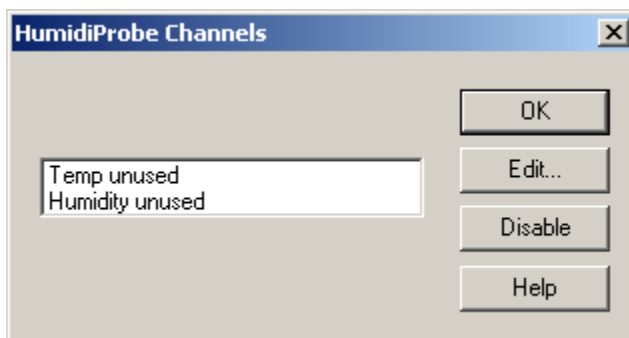 HumidiProbe Channels
OK
Temp unused
Humidity unused
Edit...
Disable
Help